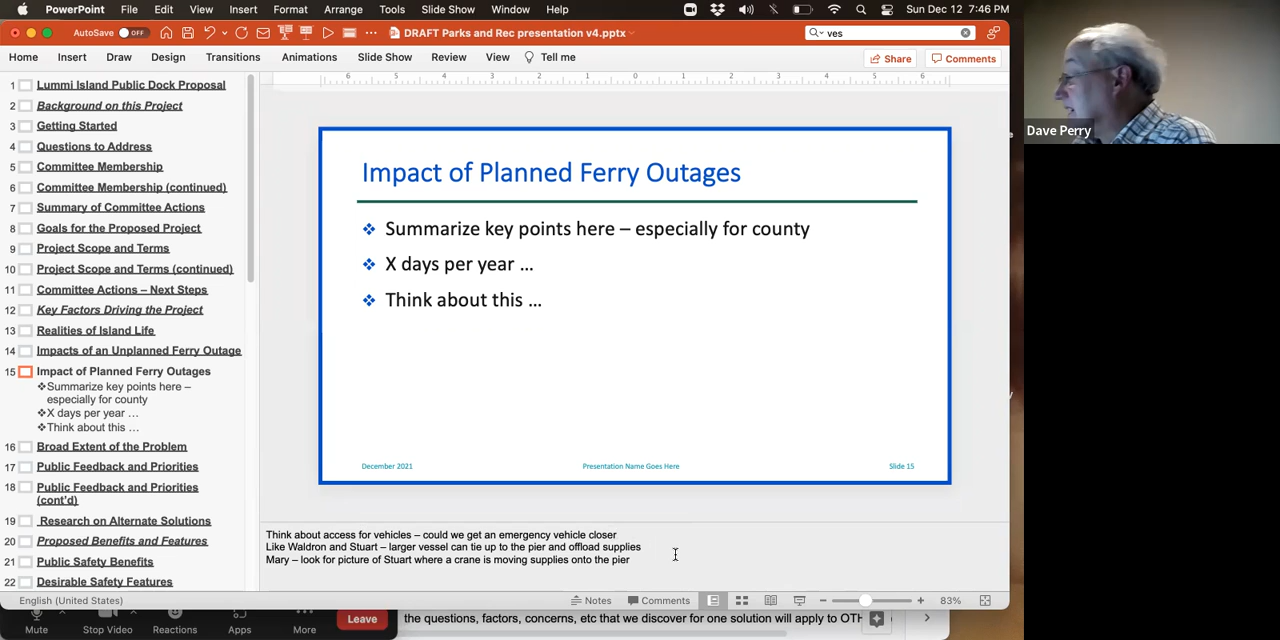 PowerPoint File Edit View Insert Format Arrange Tools Slide Show Window Help Sun Dec 12 7:46 PM
AutoSave OFF DRAFT Parks and Rec presentation v4.pptx ves
Home Insert Draw Design Transitions Animations Slide Show Review View Tell me Share Comments
6 5 4 3 2 1 0 1 2 3 4 5 6
1 Lummi Island Public Dock Proposal
2 Background on this Project
3 Getting Started
4 Questions to Address
5 Committee Membership
6 Committee Membership (continued)
7 Summary of Committee Actions
8 Goals for the Proposed Project
9 Project Scope and Terms
10 Project Scope and Terms (continued)
11 Committee Actions – Next Steps
12 Key Factors Driving the Project
13 Realities of Island Life
14 Impacts of an Unplanned Ferry Outage
15 Impact of Planned Ferry Outages
❖Summarize key points here –
especially for county
❖X days per year …
❖Think about this …
16 Broad Extent of the Problem
17 Public Feedback and Priorities
18 Public Feedback and Priorities
(cont'd)
19 Research on Alternate Solutions
20 Proposed Benefits and Features
21 Public Safety Benefits
22 Desirable Safety Features
Impact of Planned Ferry Outages
❖ Summarize key points here – especially for county
❖ X days per year …
❖ Think about this …
December 2021 Presentation Name Goes Here Slide 15
Think about access for vehicles – could we get an emergency vehicle closer
Like Waldron and Stuart – larger vessel can tie up to the pier and offload supplies
Mary – look for picture of Stuart where a crane is moving supplies onto the pier
English (United States) Notes Comments 83%
Mute Stop Video Reactions Apps More Leave
the questions, factors, concerns, etc that we discover for one solution will apply to OTH
Dave Perry